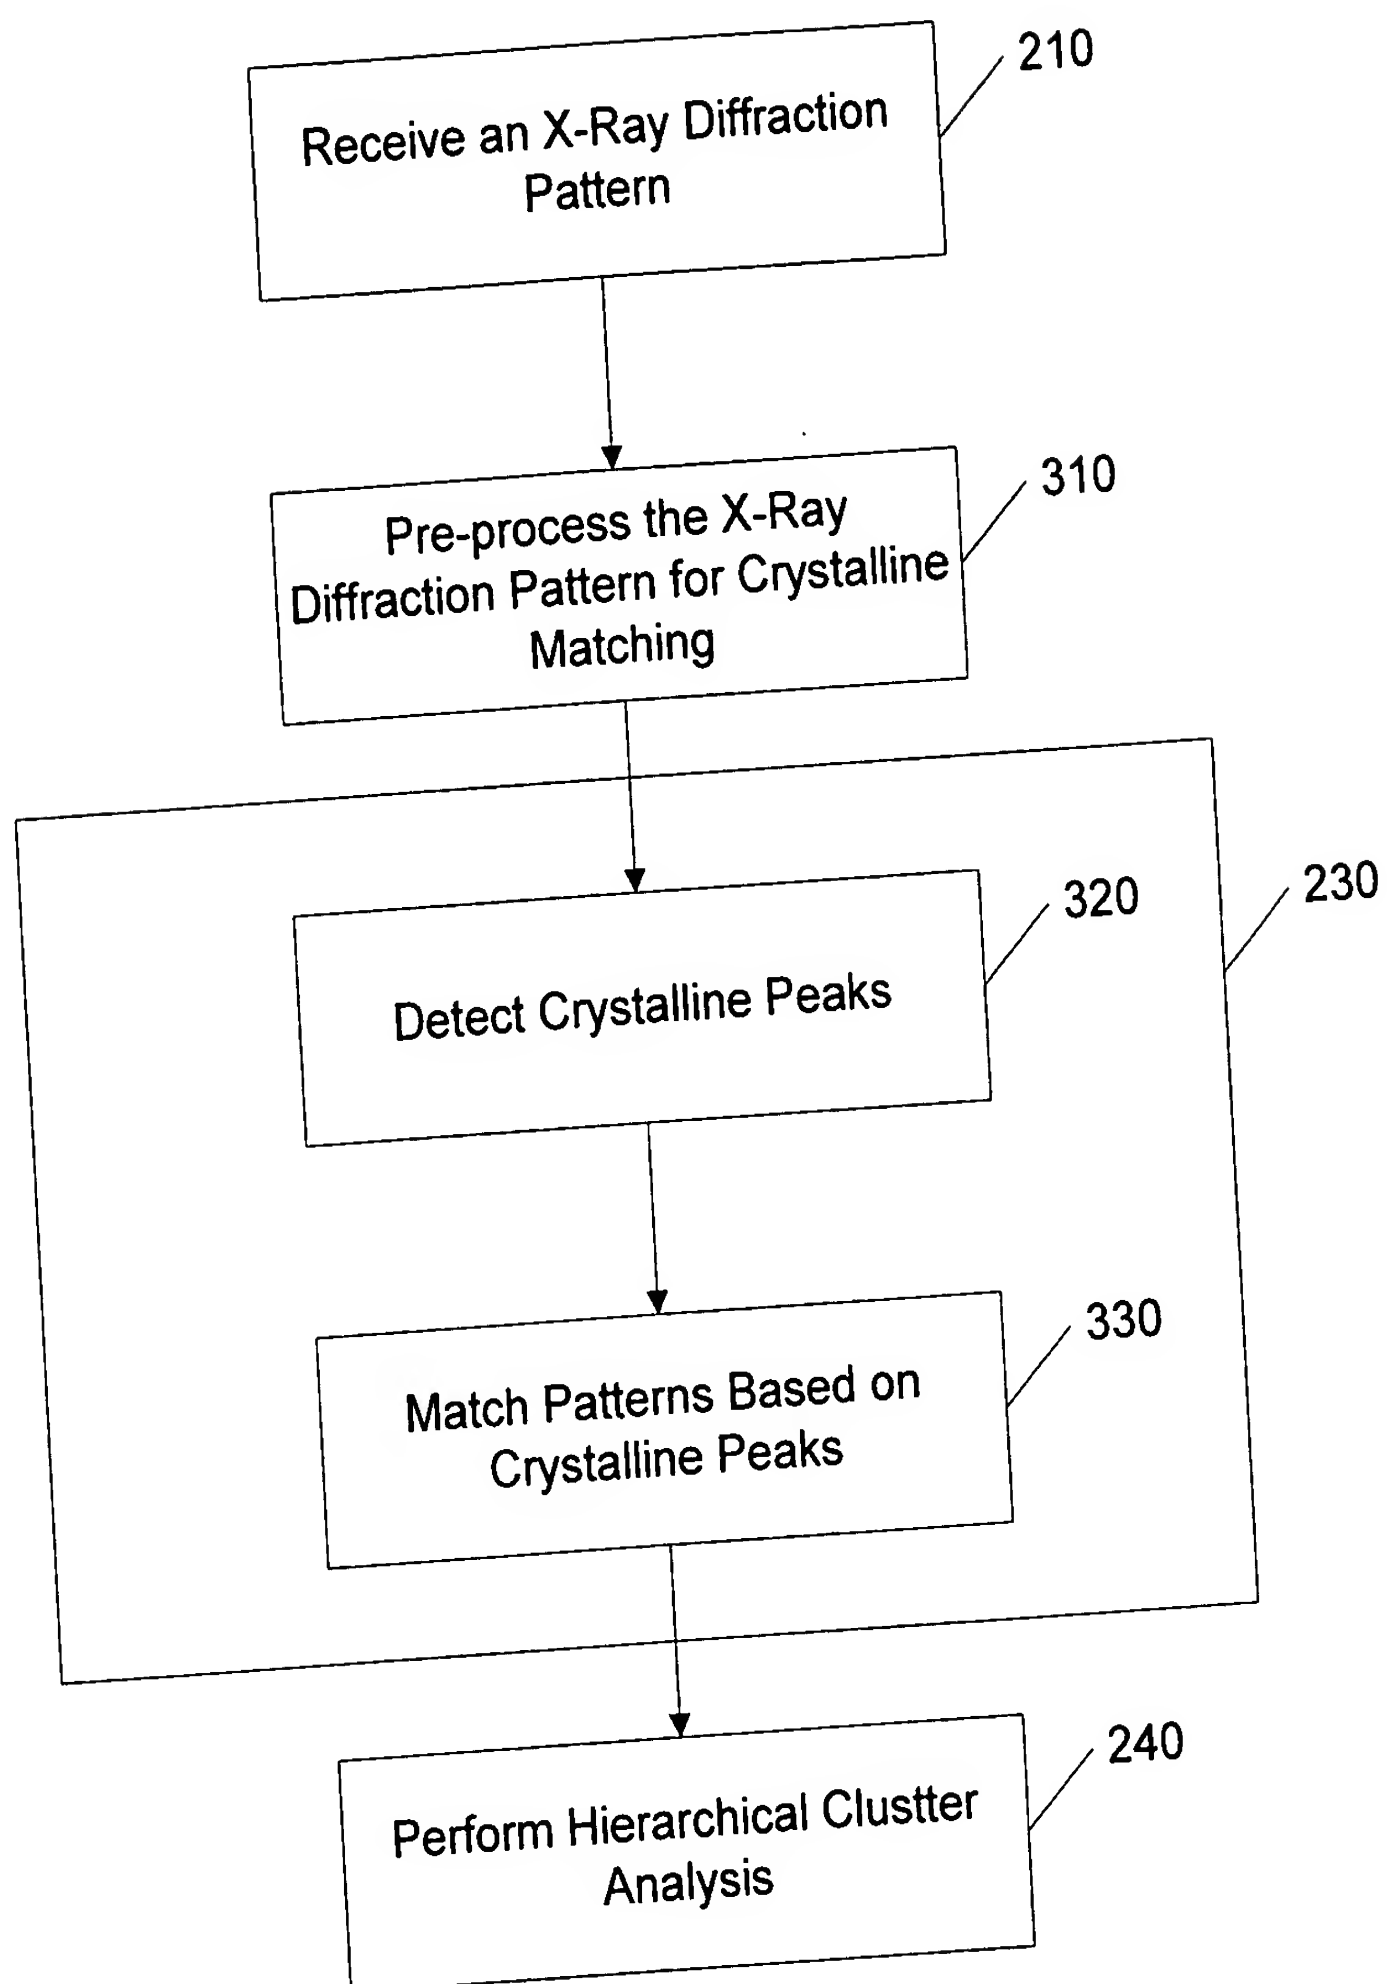 210
Receive an X-Ray Diffraction
Pattern
310
Pre-process the X-Ray
Diffraction Pattern for Crystalline
Matching
230
320
Detect Crystalline Peaks
330
Match Patterns Based on
Crystalline Peaks
240
Perform Hierarchical Clustter
Analysis